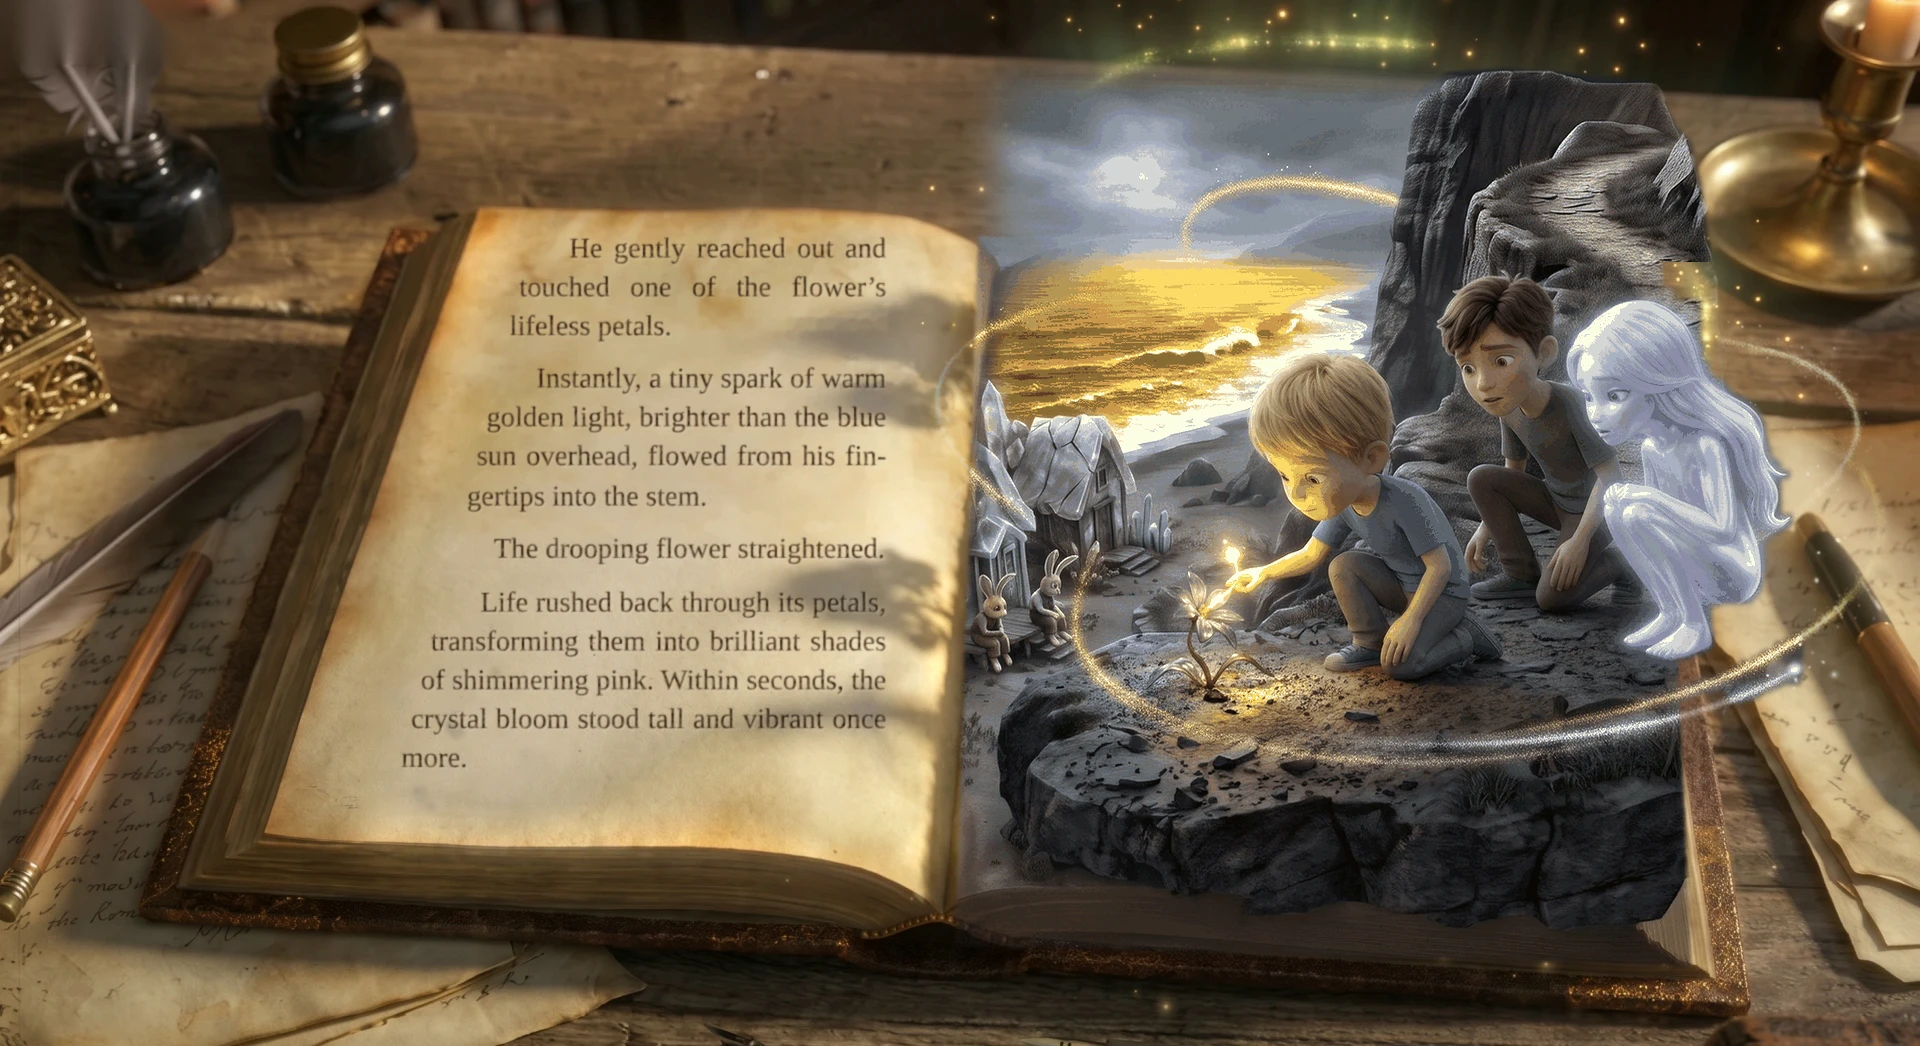 He gently reached out and
touched one of the flower’s
lifeless petals.
Instantly, a tiny spark of warm
golden light, brighter than the blue
sun overhead, flowed from his fin-
gertips into the stem.
The drooping flower straightened.
Life rushed back through its petals,
transforming them into brilliant shades
of shimmering pink. Within seconds, the
crystal bloom stood tall and vibrant once
more.